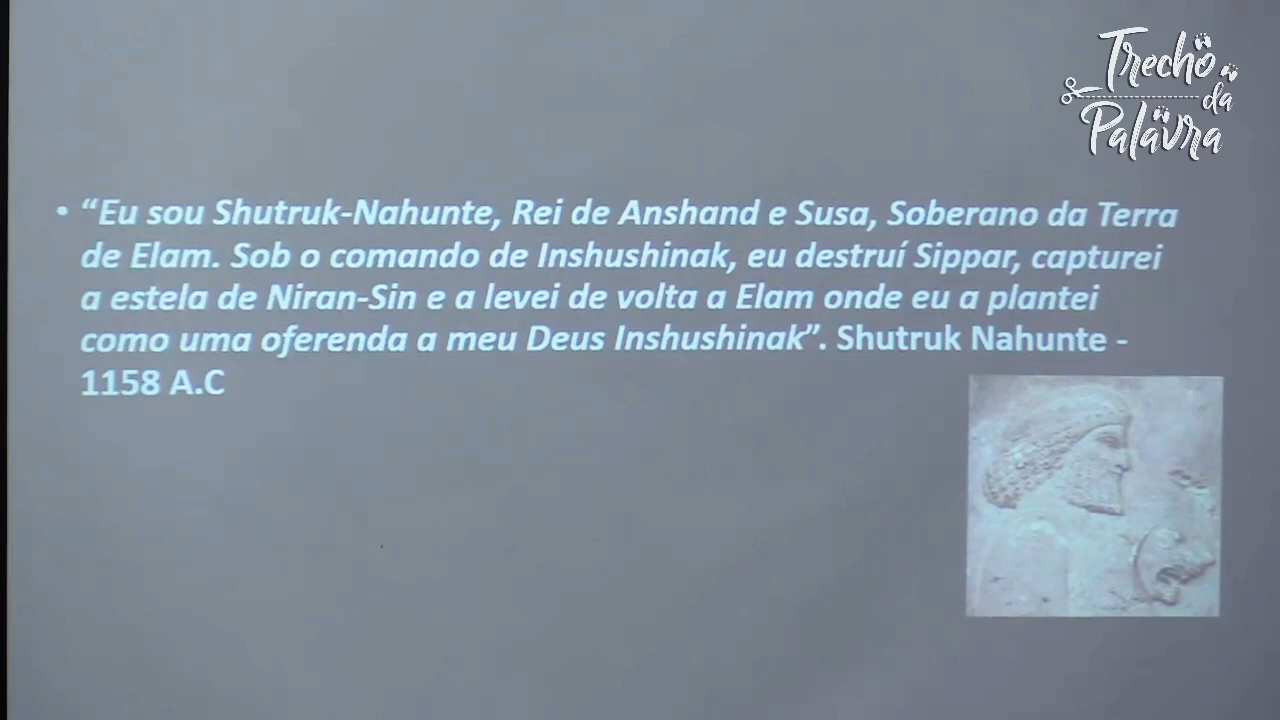 Trecho
da
Palavra
• “Eu sou Shutruk-Nahunte, Rei de Anshand e Susa, Soberano da Terra
de Elam. Sob o comando de Inshushinak, eu destruí Sippar, capturei
a estela de Niran-Sin e a levei de volta a Elam onde eu a plantei
como uma oferenda a meu Deus Inshushinak”. Shutruk Nahunte -
1158 A.C